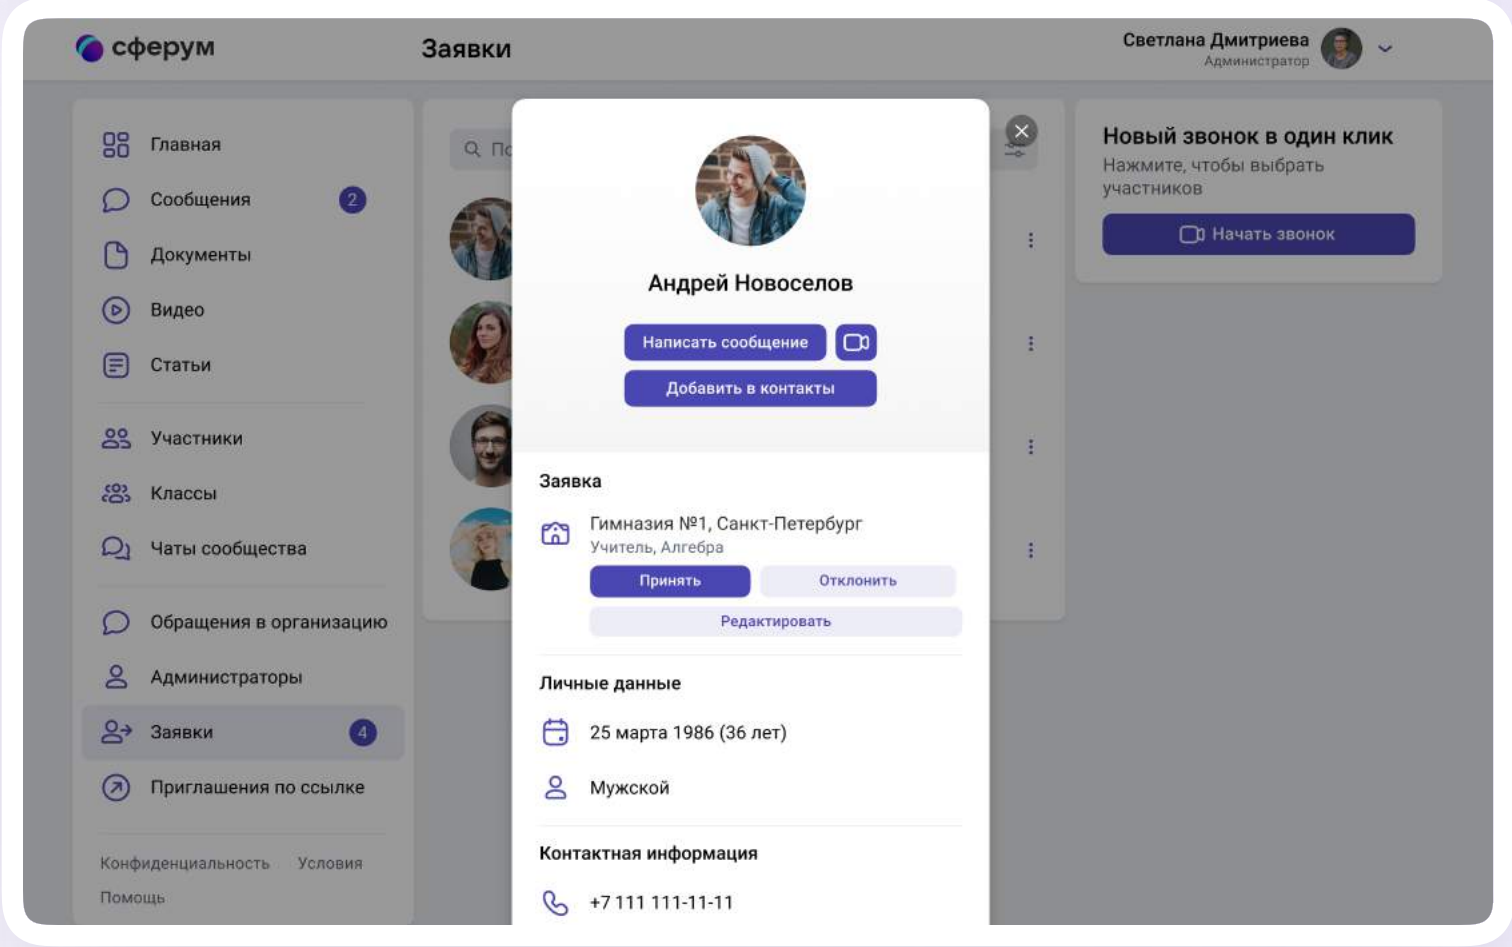 сферум
Заявки
Светлана Дмитриева
Администратор
Главная
Сообщения 2
Документы
Видео
Статьи
Участники
Классы
Чаты сообщества
Обращения в организацию
Администраторы
Заявки 4
Приглашения по ссылке
Конфиденциальность Условия
Помощь
Андрей Новоселов
Написать сообщение
Добавить в контакты
Заявка
Гимназия №1, Санкт-Петербург
Учитель, Алгебра
Принять Отклонить
Редактировать
Личные данные
25 марта 1986 (36 лет)
Мужской
Контактная информация
+7 111 111-11-11
Новый звонок в один клик
Нажмите, чтобы выбрать
участников
Начать звонок